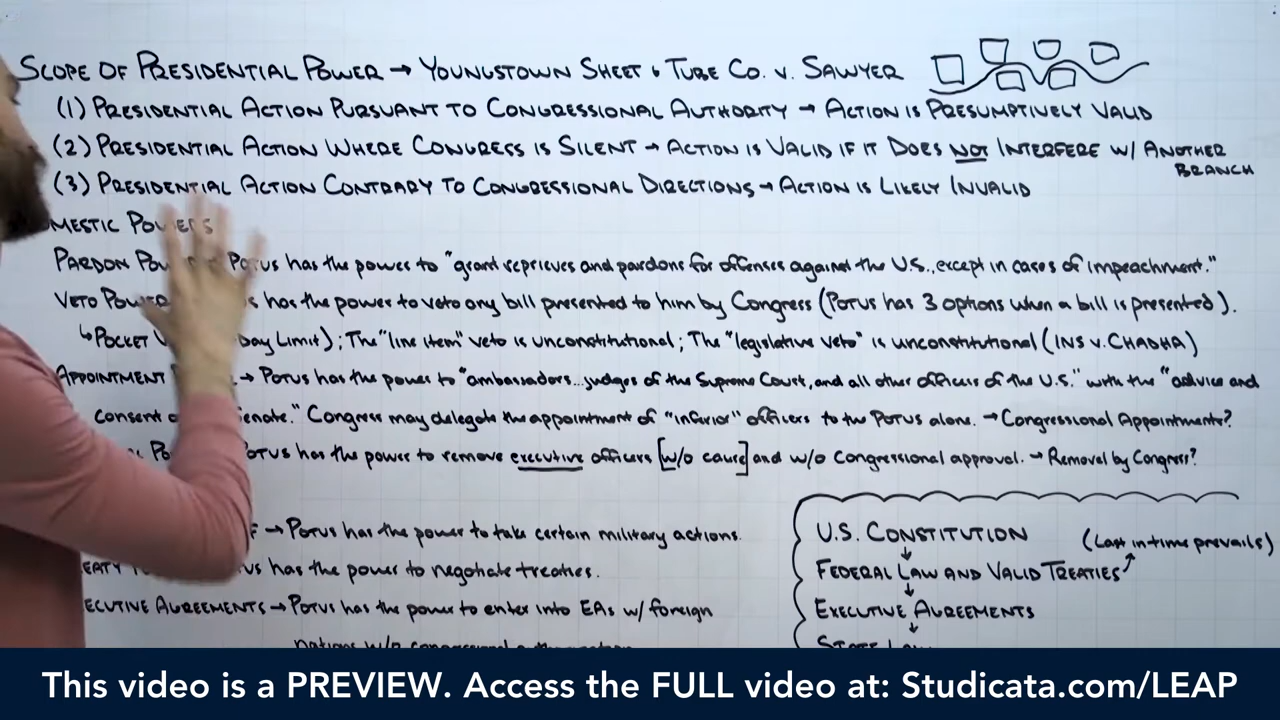 SCOPE OF PRESIDENTIAL POWER → YOUNGSTOWN SHEET & TUBE CO. V. SAWYER
(1) PRESIDENTIAL ACTION PURSUANT TO CONGRESSIONAL AUTHORITY → ACTION IS PRESUMPTIVELY VALID
(2) PRESIDENTIAL ACTION WHERE CONGRESS IS SILENT → ACTION IS VALID IF IT DOES NOT INTERFERE W/ ANOTHER
BRANCH
(3) PRESIDENTIAL ACTION CONTRARY TO CONGRESSIONAL DIRECTIONS → ACTION IS LIKELY INVALID
MESTIC POWERS
PARDON POW POTUS has the power to "grant reprieves and pardons for offenses against the U.S., except in cases of impeachment."
VETO POWER s has the power to veto any bill presented to him by Congress (POTUS has 3 options when a bill is presented).
↳ POCKET V Day Limit); The "line item" veto is unconstitutional; The "legislative veto" is unconstitutional (INS v. CHADHA)
APPOINTMENT → POTUS has the power to "ambassadors...judges of the Supreme Court, and all other officers of the U.S." with the "advice and
consent o enate." Congress may delegate the appointment of "inferior" officers to the POTUS alone. → Congressional Appointments?
Po OTUS has the power to remove executive officers [w/o cause] and w/o Congressional approval. → Removal by Congress?
F → POTUS has the power to take certain military actions.
EATY us has the power to negotiate treaties.
ECUTIVE AGREEMENTS → POTUS has the power to enter into EAs w/ foreign
nations w/o
U.S. CONSTITUTION
(Last in time prevails)
↓
FEDERAL LAW AND VALID TREATIES
↓
EXECUTIVE AGREEMENTS
↓
STATE LAW
This video is a PREVIEW. Access the FULL video at: Studicata.com/LEAP